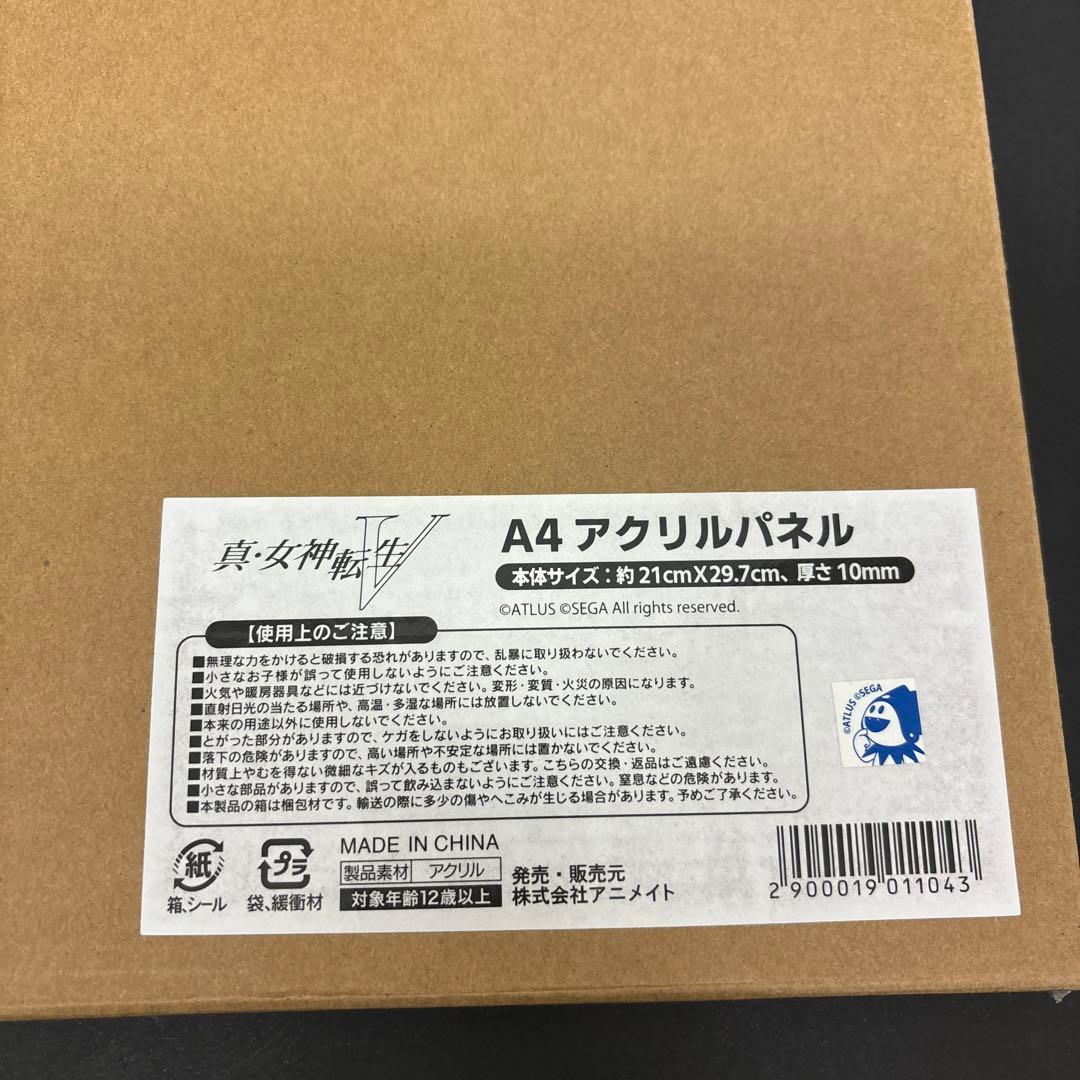 真・女神転生V
A4アクリルパネル
本体サイズ：約21cmX29.7cm、厚さ10mm
©ATLUS ©SEGA All rights reserved.
【使用上のご注意】
■無理な力をかけると破損する恐れがありますので、乱暴に取り扱わないでください。
■小さなお子様が誤って使用しないようにご注意ください。
■火気や暖房器具などには近づけないでください。変形・変質・火災の原因になります。
■直射日光の当たる場所や、高温・多湿な場所には放置しないでください。
■本来の用途以外に使用しないでください。
■とがった部分がありますので、ケガをしないようにお取り扱いにはご注意ください。
■落下の危険がありますので、高い場所や不安定な場所には置かないでください。
■材質上やむを得ない微細なキズが入るものもございます。こちらの交換・返品はご遠慮ください。
■小さな部品がありますので、誤って飲み込まないようにご注意ください。窒息などの危険があります。
■本製品の箱は梱包材です。輸送の際に多少の傷やへこみが生じる場合があります。予めご了承ください。
©ATLUS ©SEGA
紙
箱、シール
プラ
袋、緩衝材
MADE IN CHINA
製品素材 アクリル
対象年齢12歳以上
発売・販売元
株式会社アニメイト
2 900019 011043